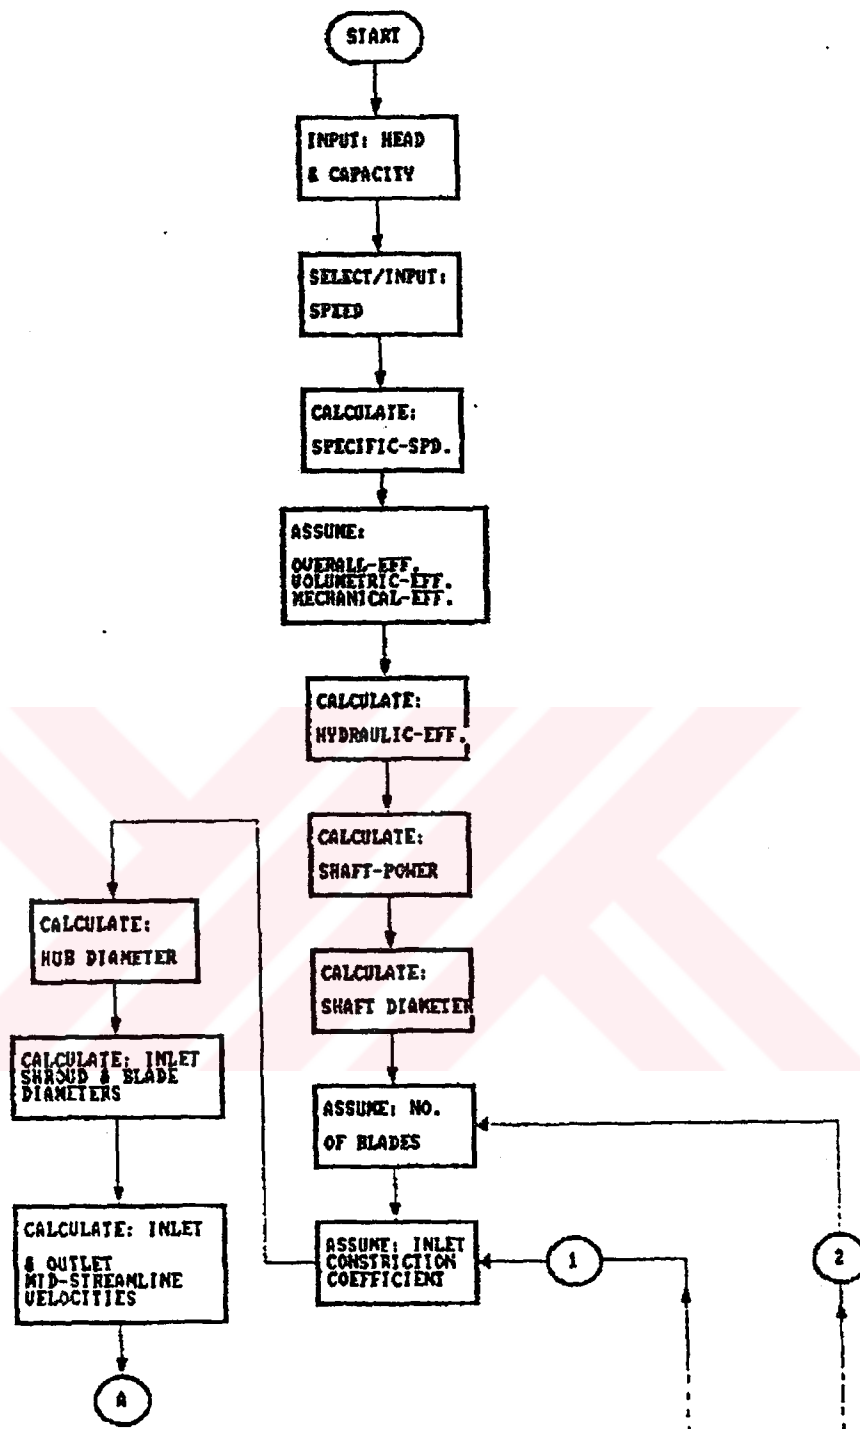 START
INPUT: HEAD
& CAPACITY
SELECT/INPUT:
SPEED
CALCULATE:
SPECIFIC-SPD.
ASSUME:
OVERALL-EFF.
VOLUMETRIC-EFF.
MECHANICAL-EFF.
CALCULATE:
HYDRAULIC-EFF.
CALCULATE:
SHAFT-POWER
CALCULATE:
SHAFT DIAMETER
ASSUME: NO.
OF BLADES
ASSUME: INLET
CONSTRICTION
COEFFICIENT
1
2
CALCULATE:
HUB DIAMETER
CALCULATE: INLET
SHROUD & BLADE
DIAMETERS
CALCULATE: INLET
& OUTLET
MID-STREAMLINE
VELOCITIES
A